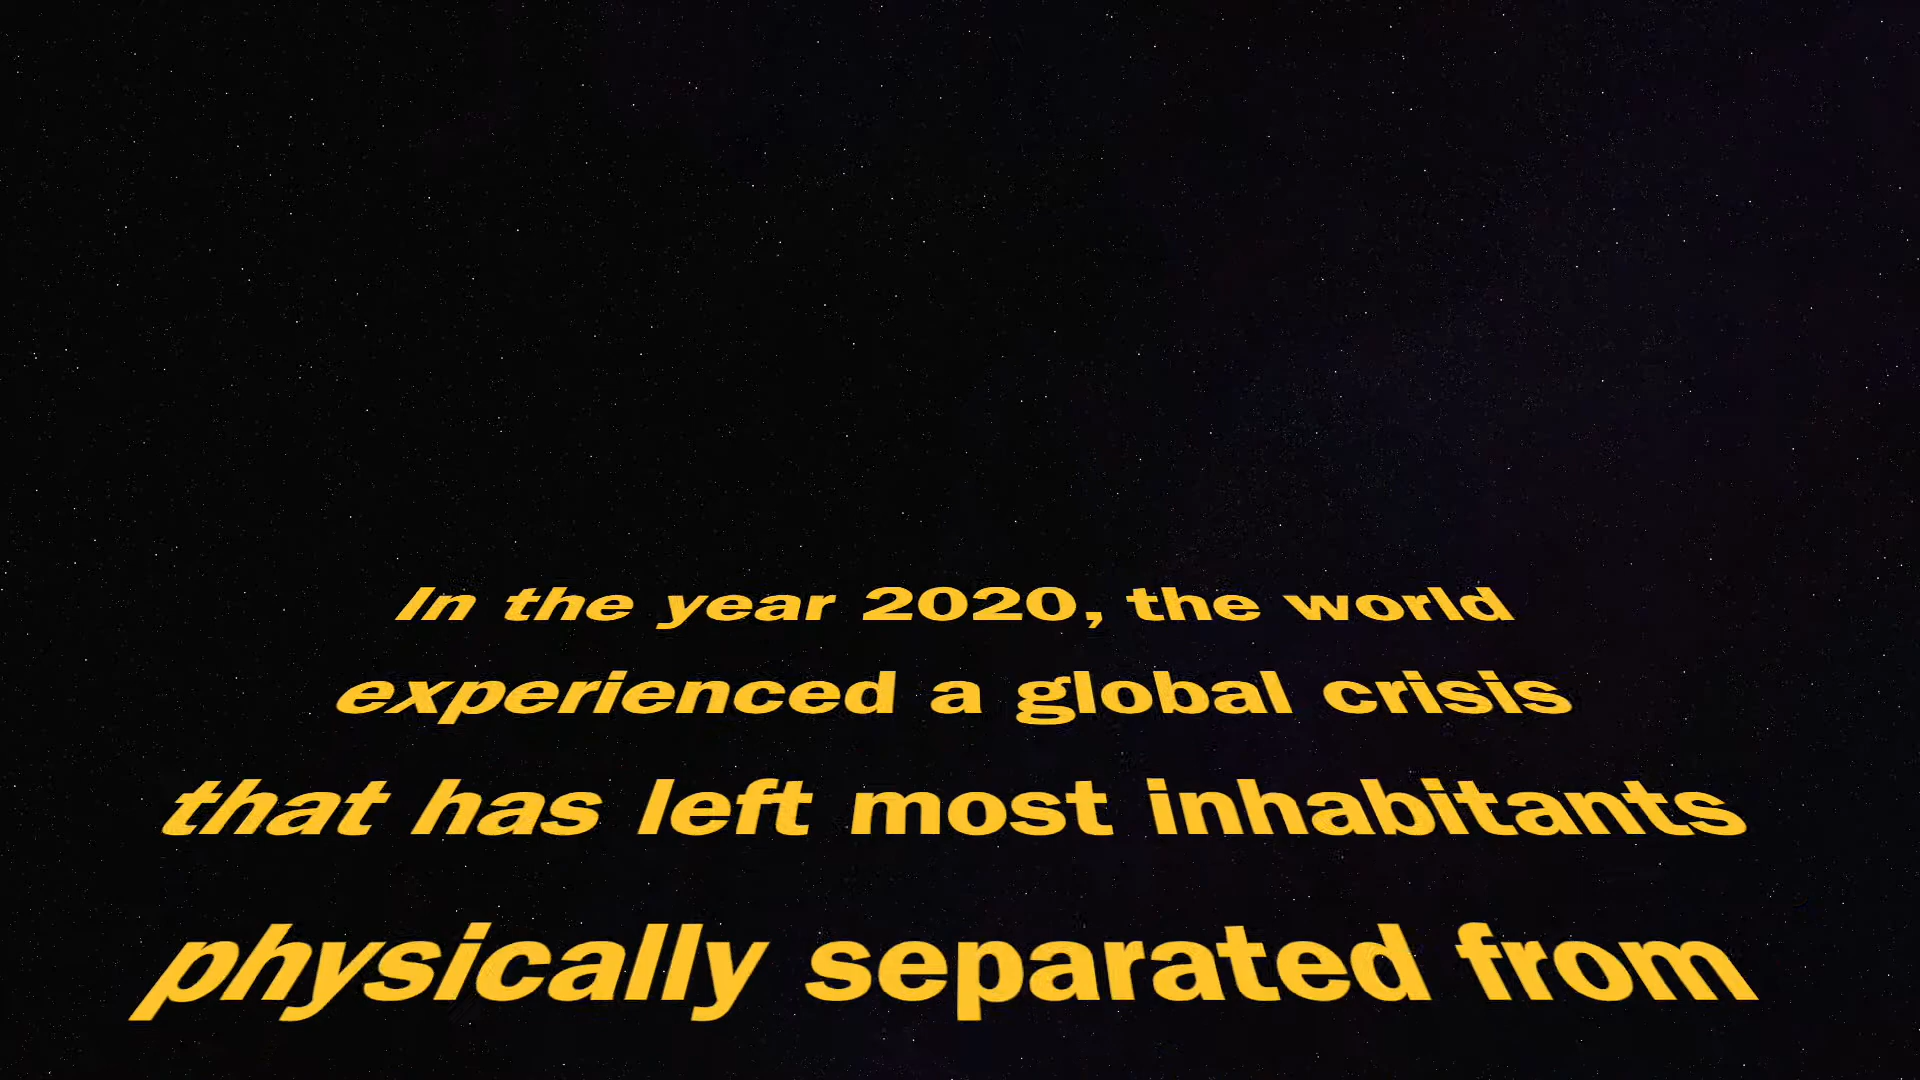 In the year 2020, the world
experienced a global crisis
that has left most inhabitants
physically separated from